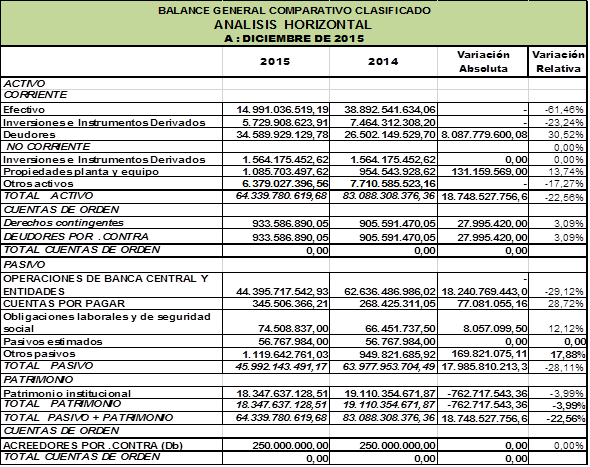 BALANCE GENERAL COMPARATIVO CLASIFICADO
ANALISIS HORIZONTAL
A : DICIEMBRE DE 2015
2015 2014 Variación Absoluta Variación Relativa
ACTIVO
CORRIENTE
Efectivo 14.991.036.519,19 38.892.541.634,06 - -61,46%
Inversiones e Instrumentos Derivados 5.729.908.623,91 7.464.312.308,20 - -23,24%
Deudores 34.589.929.129,78 26.502.149.529,70 8.087.779.600,08 30,52%
NO CORRIENTE 0,00%
Inversiones e Instrumentos Derivados 1.564.175.452,62 1.564.175.452,62 0,00 0,00%
Propiedades planta y equipo 1.085.703.497,62 954.543.928,62 131.159.569,00 13,74%
Otros activos 6.379.027.396,56 7.710.585.523,16 - -17,27%
TOTAL ACTIVO 64.339.780.619,68 83.088.308.376,36 18.748.527.756,6 -22,56%
CUENTAS DE ORDEN
Derechos contingentes 933.586.890,05 905.591.470,05 27.995.420,00 3,09%
DEUDORES POR .CONTRA 933.586.890,05 905.591.470,05 27.995.420,00 3,09%
TOTAL CUENTAS DE ORDEN 0,00 0,00 0,00
PASIVO
OPERACIONES DE BANCA CENTRAL Y -
ENTIDADES 44.395.717.542,93 62.636.486.986,02 18.240.769.443,0 -29,12%
CUENTAS POR PAGAR 345.506.366,21 268.425.311,05 77.081.055,16 28,72%
Obligaciones laborales y de seguridad
social 74.508.837,00 66.451.737,50 8.057.099,50 12,12%
Pasivos estimados 56.767.984,00 56.767.984,00 0,00 0,00
Otros pasivos 1.119.642.761,03 949.821.685,92 169.821.075,11 17,88%
TOTAL PASIVO 45.992.143.491,17 63.977.953.704,49 17.985.810.213,3 -28,11%
PATRIMONIO
Patrimonio institucional 18.347.637.128,51 19.110.354.671,87 -762.717.543,36 -3,99%
TOTAL PATRIMONIO 18.347.637.128,51 19.110.354.671,87 -762.717.543,36 -3,99%
TOTAL PASIVO + PATRIMONIO 64.339.780.619,68 83.088.308.376,36 18.748.527.756,6 -22,56%
CUENTAS DE ORDEN
ACREEDORES POR .CONTRA (Db) 250.000.000,00 250.000.000,00 0,00 0,00%
TOTAL CUENTAS DE ORDEN 0,00 0,00 0,00